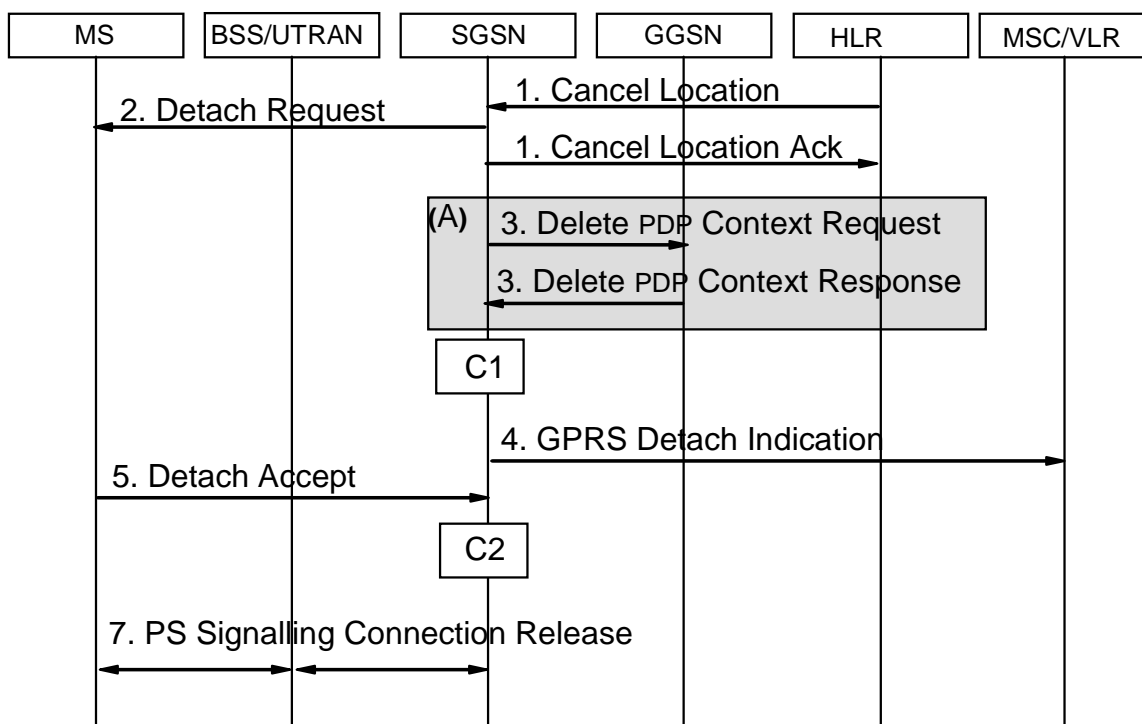 MS
BSS/UTRAN
SGSN
GGSN
HLR
MSC/VLR
1. Cancel Location
2. Detach Request
1. Cancel Location Ack
(A)
3. Delete PDP Context Request
3. Delete PDP Context Response
C1
4. GPRS Detach Indication
5. Detach Accept
C2
7. PS Signalling Connection Release